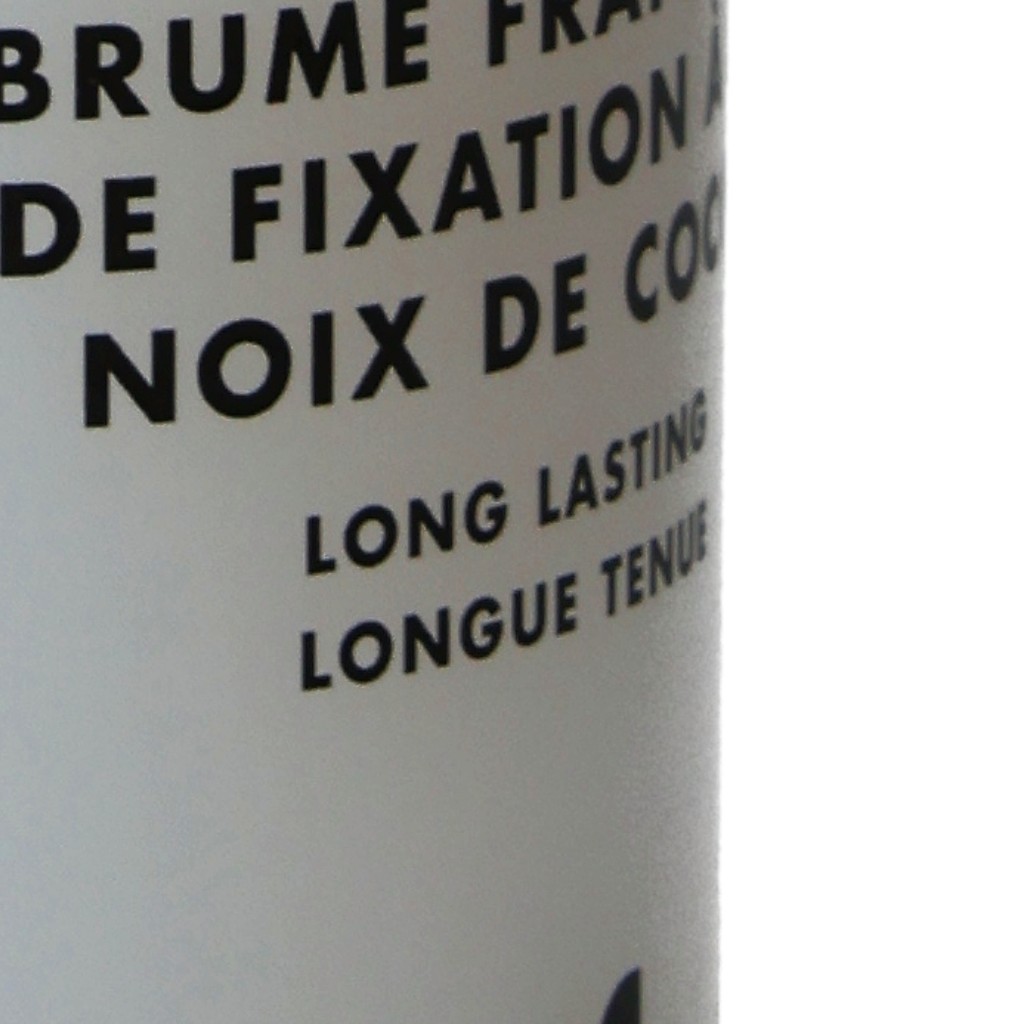 BRUME
DE FIXATION
NOIX DE
LONG LASTING
LONGUE TENUE